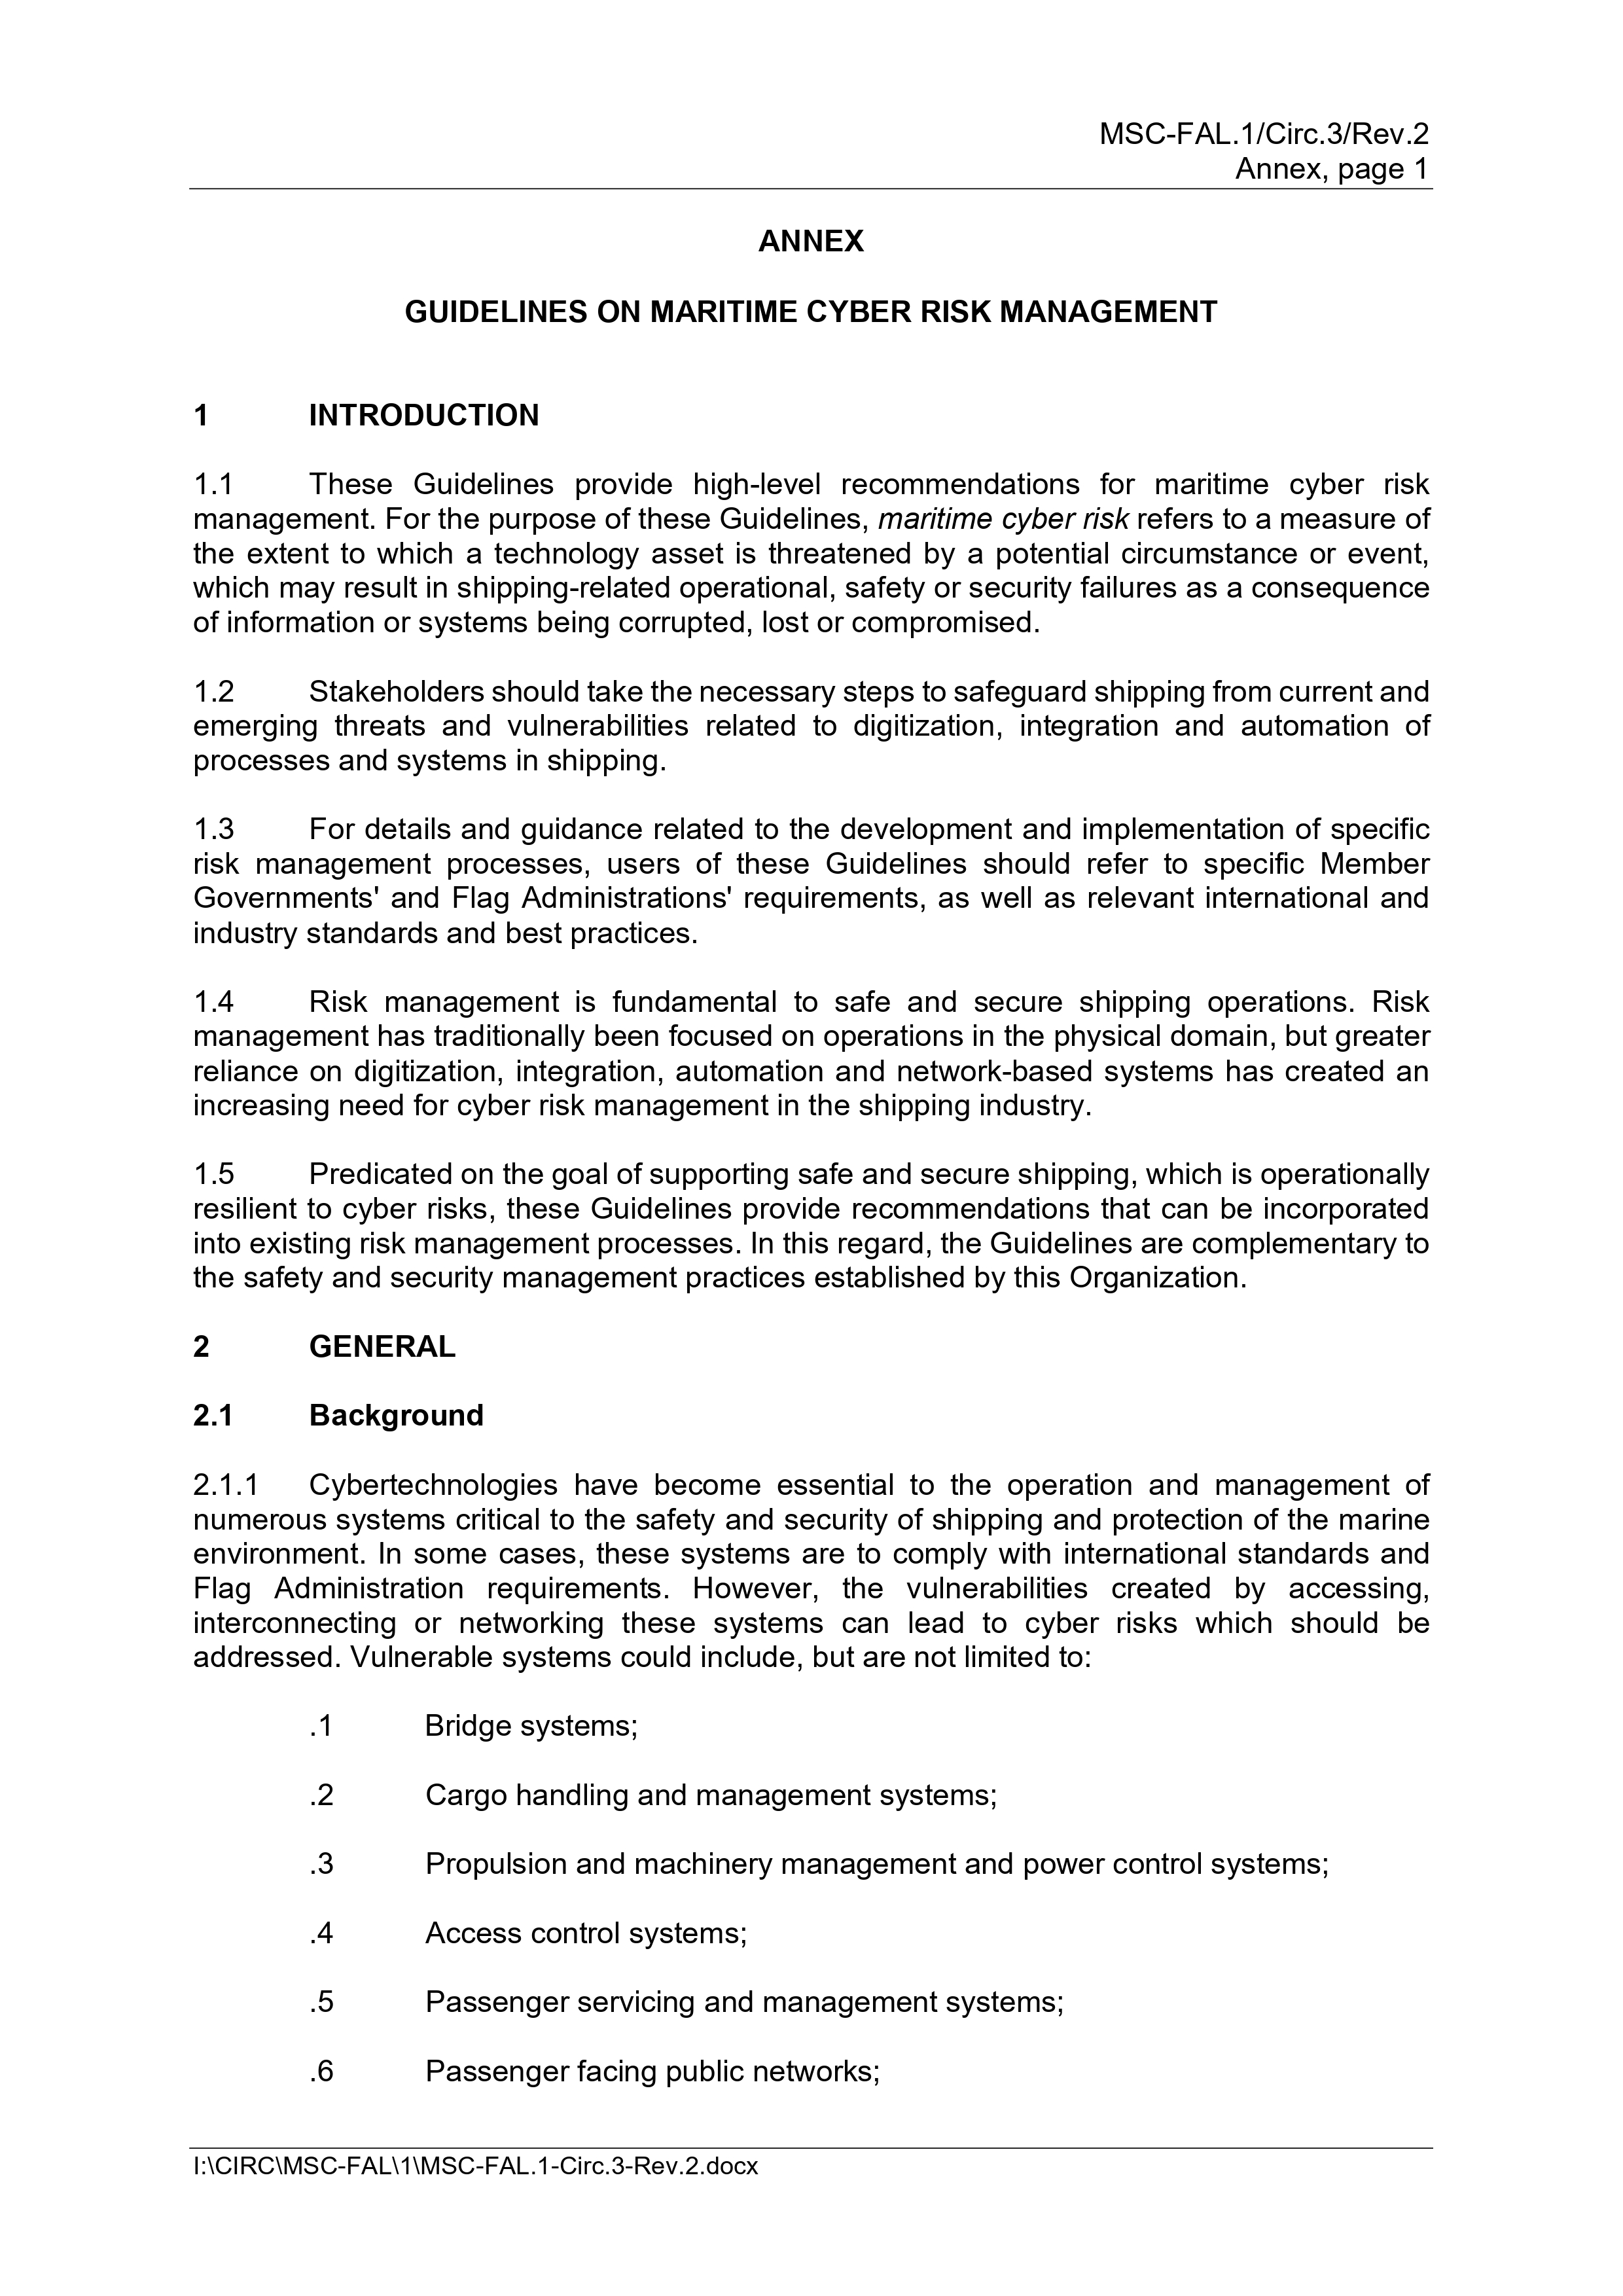 MSC-FAL.1/Circ.3/Rev.2
Annex, page 1
ANNEX
GUIDELINES ON MARITIME CYBER RISK MANAGEMENT
1 INTRODUCTION
1.1 These Guidelines provide high-level recommendations for maritime cyber risk
management. For the purpose of these Guidelines, maritime cyber risk refers to a measure of
the extent to which a technology asset is threatened by a potential circumstance or event,
which may result in shipping-related operational, safety or security failures as a consequence
of information or systems being corrupted, lost or compromised.
1.2 Stakeholders should take the necessary steps to safeguard shipping from current and
emerging threats and vulnerabilities related to digitization, integration and automation of
processes and systems in shipping.
1.3 For details and guidance related to the development and implementation of specific
risk management processes, users of these Guidelines should refer to specific Member
Governments' and Flag Administrations' requirements, as well as relevant international and
industry standards and best practices.
1.4 Risk management is fundamental to safe and secure shipping operations. Risk
management has traditionally been focused on operations in the physical domain, but greater
reliance on digitization, integration, automation and network-based systems has created an
increasing need for cyber risk management in the shipping industry.
1.5 Predicated on the goal of supporting safe and secure shipping, which is operationally
resilient to cyber risks, these Guidelines provide recommendations that can be incorporated
into existing risk management processes. In this regard, the Guidelines are complementary to
the safety and security management practices established by this Organization.
2 GENERAL
2.1 Background
2.1.1 Cybertechnologies have become essential to the operation and management of
numerous systems critical to the safety and security of shipping and protection of the marine
environment. In some cases, these systems are to comply with international standards and
Flag Administration requirements. However, the vulnerabilities created by accessing,
interconnecting or networking these systems can lead to cyber risks which should be
addressed. Vulnerable systems could include, but are not limited to:
.1 Bridge systems;
.2 Cargo handling and management systems;
.3 Propulsion and machinery management and power control systems;
.4 Access control systems;
.5 Passenger servicing and management systems;
.6 Passenger facing public networks;
I:\CIRC\MSC-FAL\1\MSC-FAL.1-Circ.3-Rev.2.docx